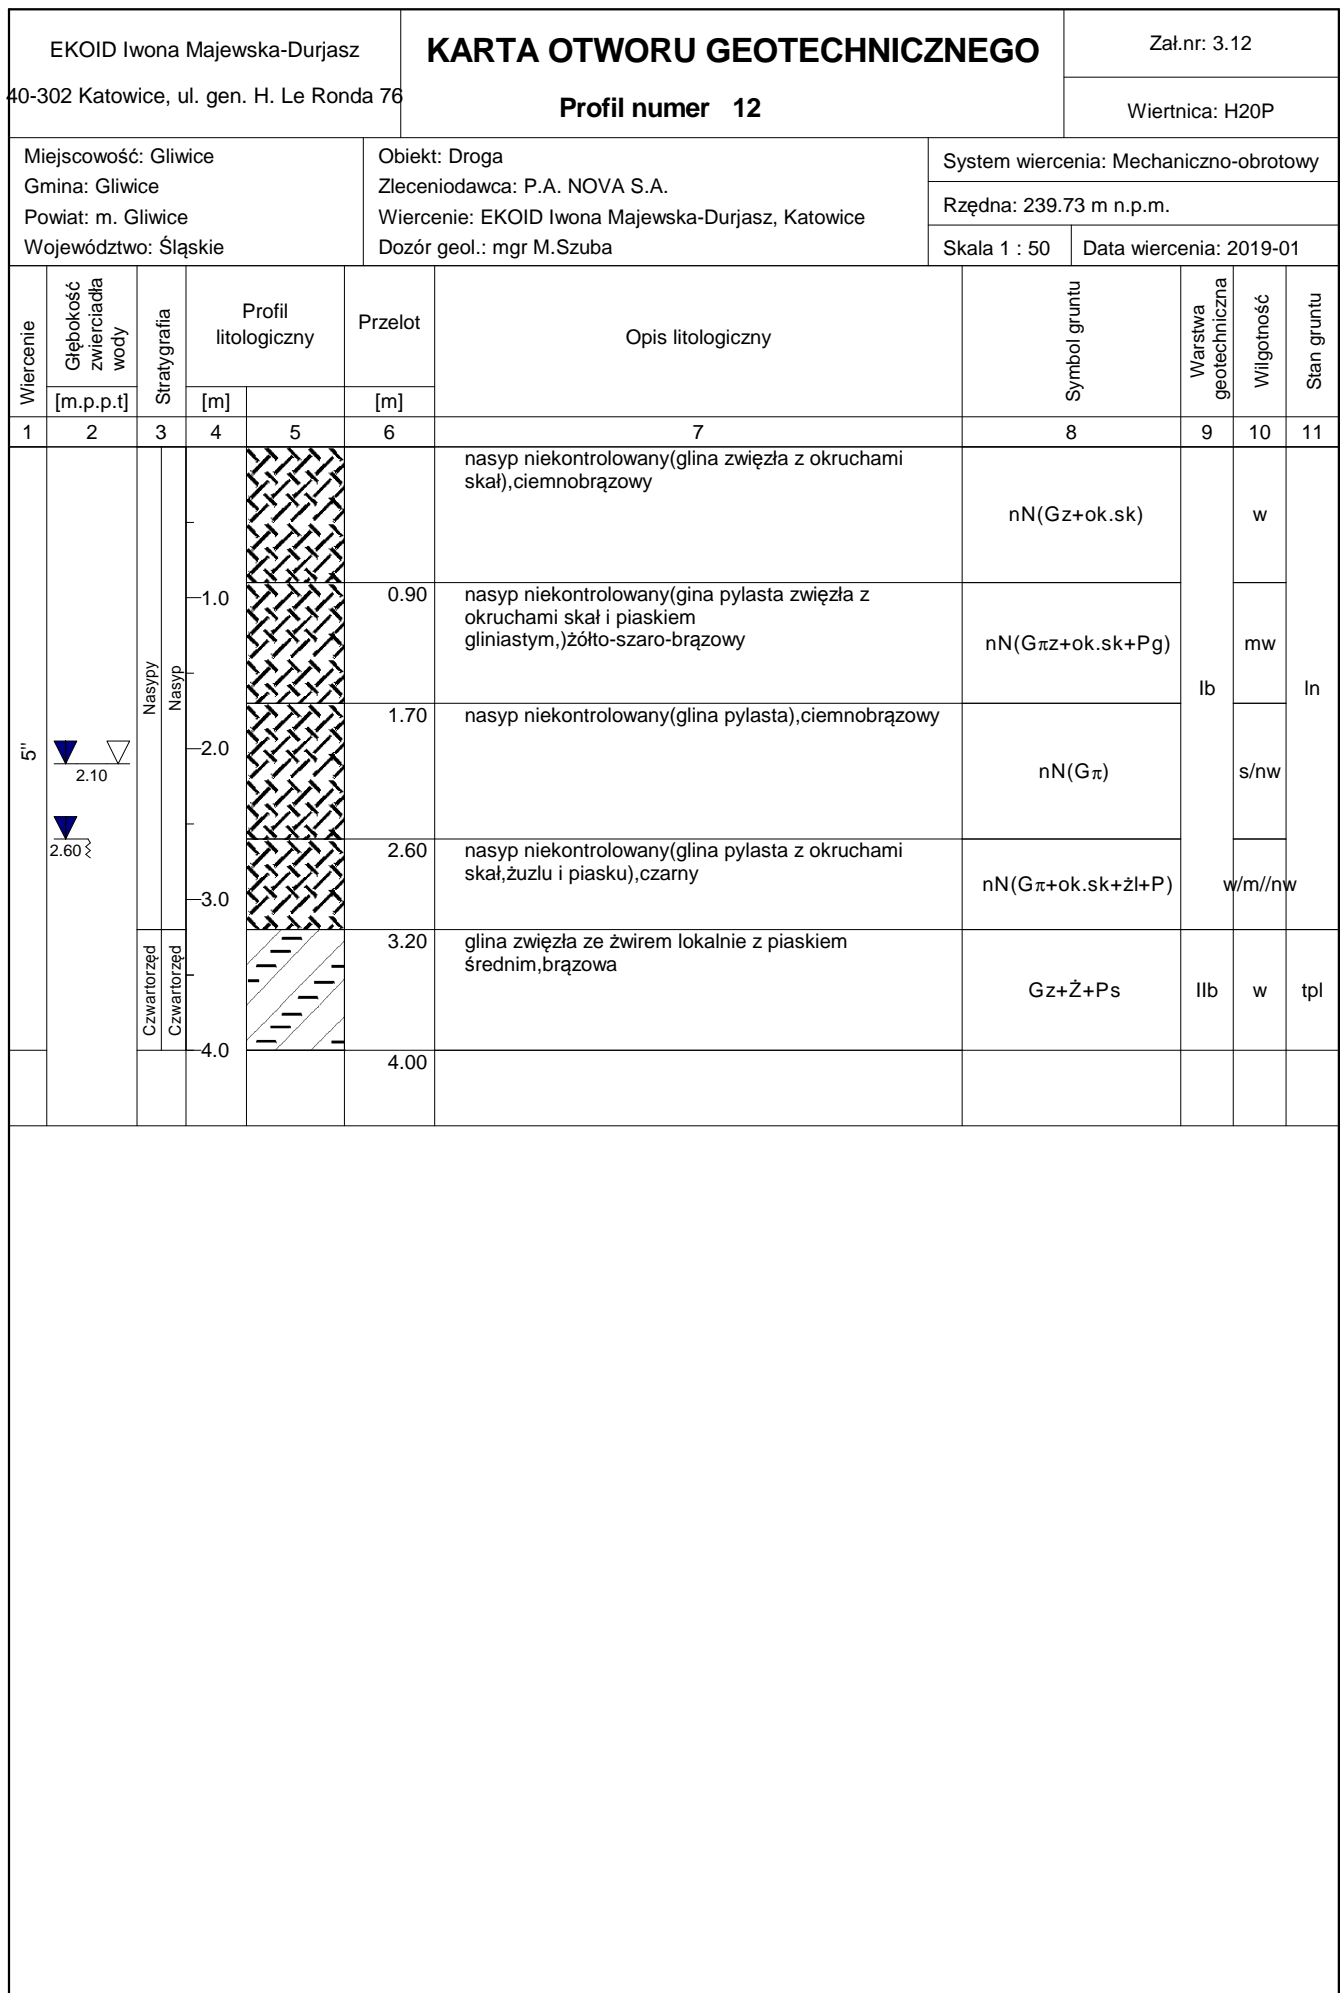 EKOID Iwona Majewska-Durjasz
40-302 Katowice, ul. gen. H. Le Ronda 76
KARTA OTWORU GEOTECHNICZNEGO
Profil numer 12
Zał.nr: 3.12
Wiertnica: H20P
Miejscowość: Gliwice
Gmina: Gliwice
Powiat: m. Gliwice
Województwo: Śląskie
Obiekt: Droga
Zleceniodawca: P.A. NOVA S.A.
Wiercenie: EKOID Iwona Majewska-Durjasz, Katowice
Dozór geol.: mgr M.Szuba
System wiercenia: Mechaniczno-obrotowy
Rzędna: 239.73 m n.p.m.
Skala 1 : 50
Data wiercenia: 2019-01
Wiercenie
Głębokość
zwierciadła
wody
[m.p.p.t]
Stratygrafia
Profil
litologiczny
[m]
Przelot
[m]
Opis litologiczny
Symbol gruntu
Warstwa
geotechniczna
Wilgotność
Stan gruntu
1 2 3 4 5 6 7 8 9 10 11
5"
2.10
2.60
Nasypy
Nasyp
Czwartorzęd
Czwartorzęd
1.0
2.0
3.0
4.0
nasyp niekontrolowany(glina zwięzła z okruchami
skał),ciemnobrązowy
nN(Gz+ok.sk)
w
0.90
nasyp niekontrolowany(gina pylasta zwięzła z
okruchami skał i piaskiem
gliniastym,)żółto-szaro-brązowy
nN(Gπz+ok.sk+Pg)
mw
Ib
ln
1.70
nasyp niekontrolowany(glina pylasta),ciemnobrązowy
nN(Gπ)
s/nw
2.60
nasyp niekontrolowany(glina pylasta z okruchami
skał,żuzlu i piasku),czarny
nN(Gπ+ok.sk+żl+P)
w/m//nw
3.20
glina zwięzła ze żwirem lokalnie z piaskiem
średnim,brązowa
Gz+Ż+Ps
IIb
w
tpl
4.00